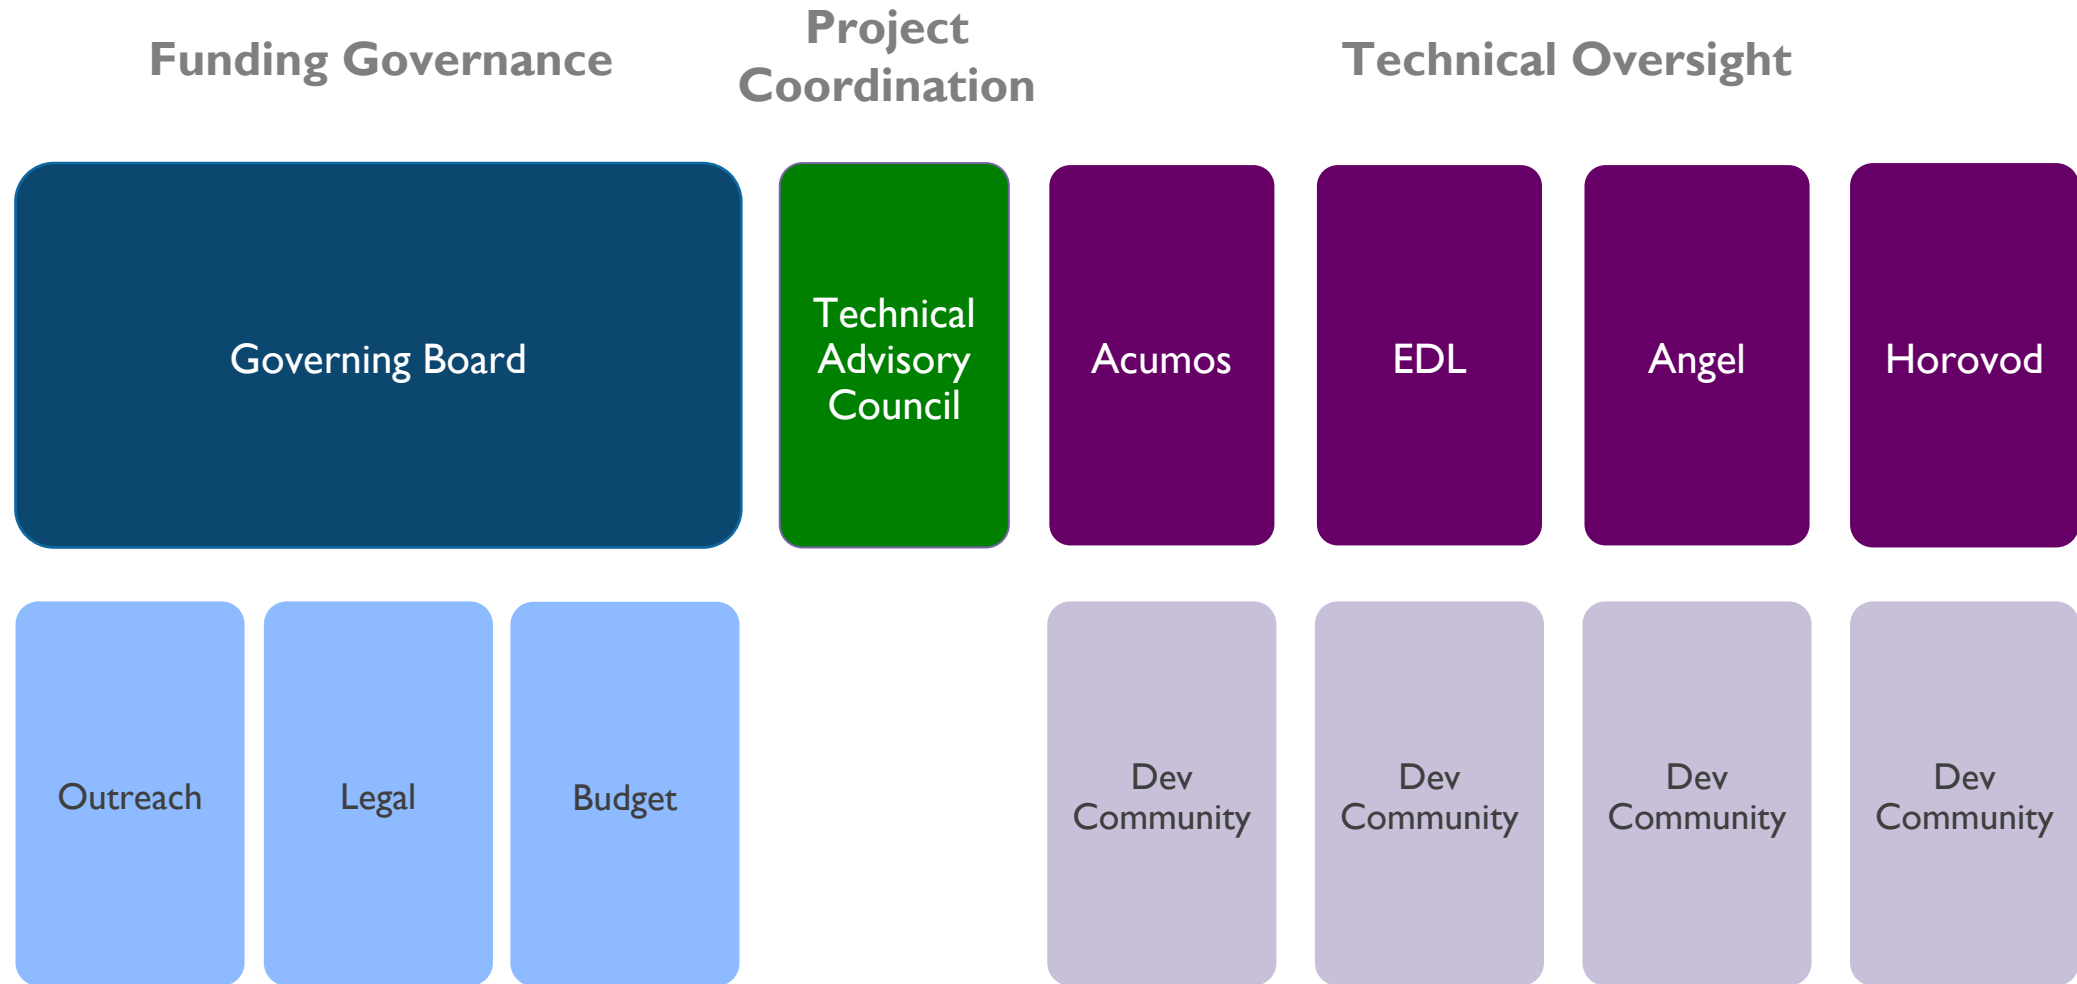 Funding Governance
Project
Coordination
Technical Oversight
Governing Board
Technical
Advisory
Council
Acumos
EDL
Angel
Horovod
Outreach
Legal
Budget
Dev
Community
Dev
Community
Dev
Community
Dev
Community